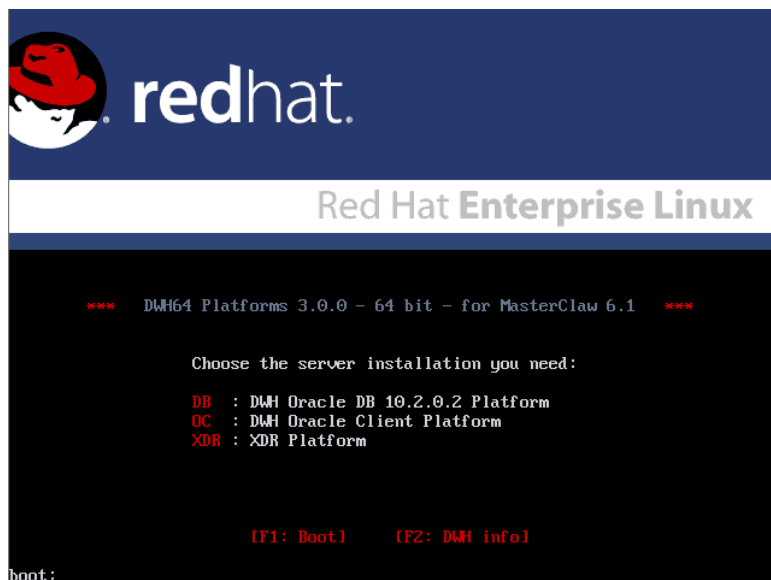 redhat.
Red Hat Enterprise Linux
*** DWH64 Platforms 3.0.0 - 64 bit - for MasterClaw 6.1 ***
Choose the server installation you need:
DB : DWH Oracle DB 10.2.0.2 Platform
OC : DWH Oracle Client Platform
XDR : XDR Platform
[F1: Boot] [F2: DWH info]
boot: